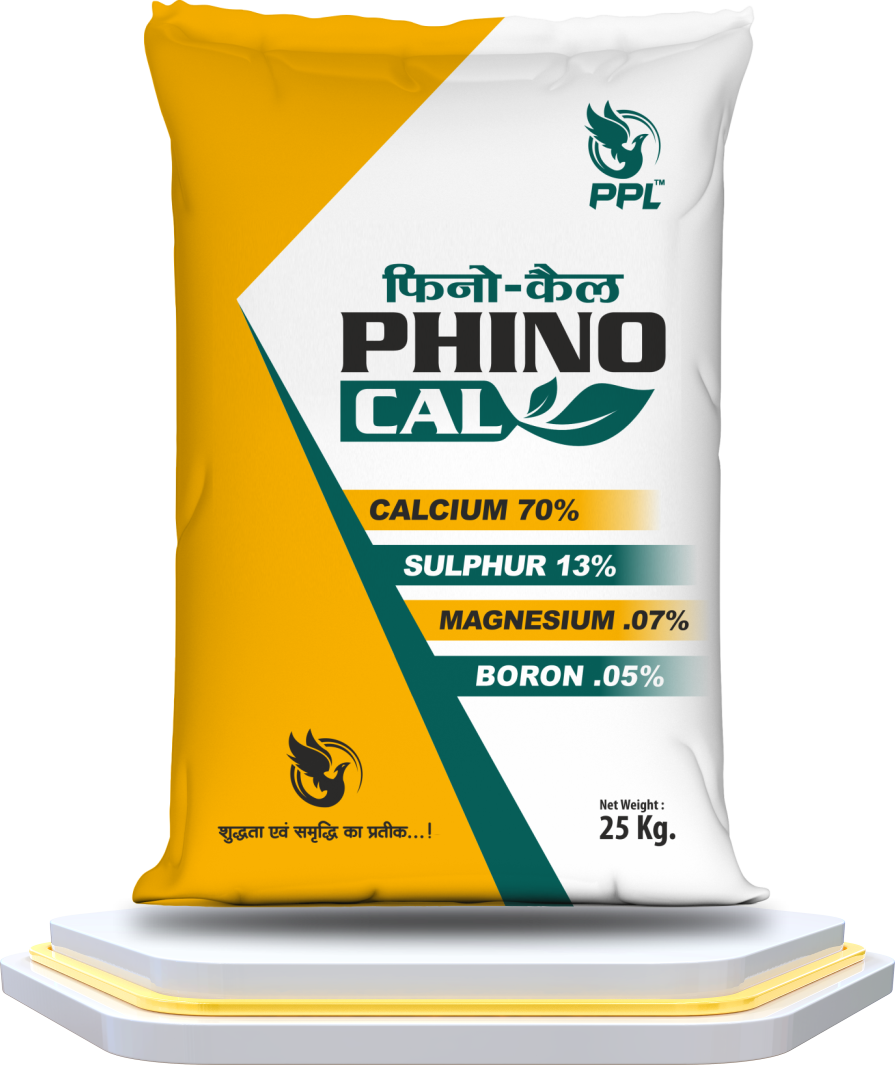 PPL™
फिनो-कैल
PHINO
CAL
CALCIUM 70%
SULPHUR 13%
MAGNESIUM .07%
BORON .05%
शुद्धता एवं समृद्धि का प्रतीक...!
Net Weight :
25 Kg.